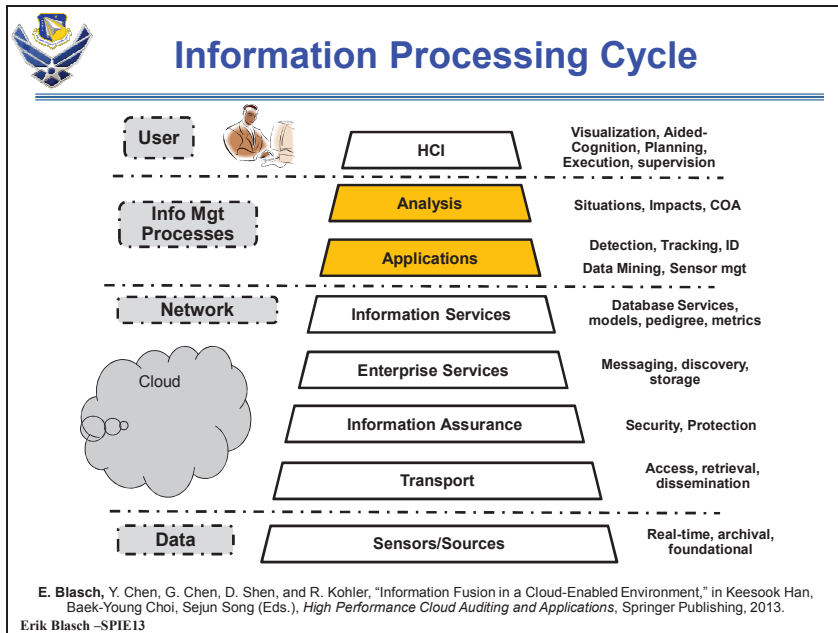 Information Processing Cycle
User
HCI
Visualization, Aided-
Cognition, Planning,
Execution, supervision
Info Mgt
Processes
Analysis
Situations, Impacts, COA
Applications
Detection, Tracking, ID
Data Mining, Sensor mgt
Network
Information Services
Database Services,
models, pedigree, metrics
Cloud
Enterprise Services
Messaging, discovery,
storage
Information Assurance
Security, Protection
Transport
Access, retrieval,
dissemination
Data
Sensors/Sources
Real-time, archival,
foundational
E. Blasch, Y. Chen, G. Chen, D. Shen, and R. Kohler, “Information Fusion in a Cloud-Enabled Environment,” in Keesook Han,
Baek-Young Choi, Sejun Song (Eds.), High Performance Cloud Auditing and Applications, Springer Publishing, 2013.
Erik Blasch –SPIE13